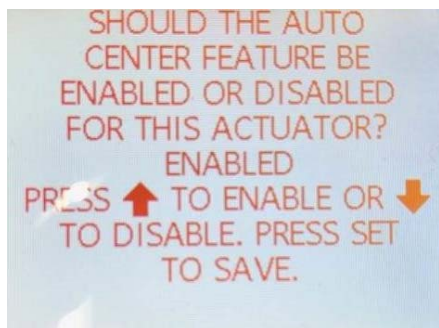 SHOULD THE AUTO
CENTER FEATURE BE
ENABLED OR DISABLED
FOR THIS ACTUATOR?
ENABLED
PRESS ⬆ TO ENABLE OR ⬇
TO DISABLE. PRESS SET
TO SAVE.